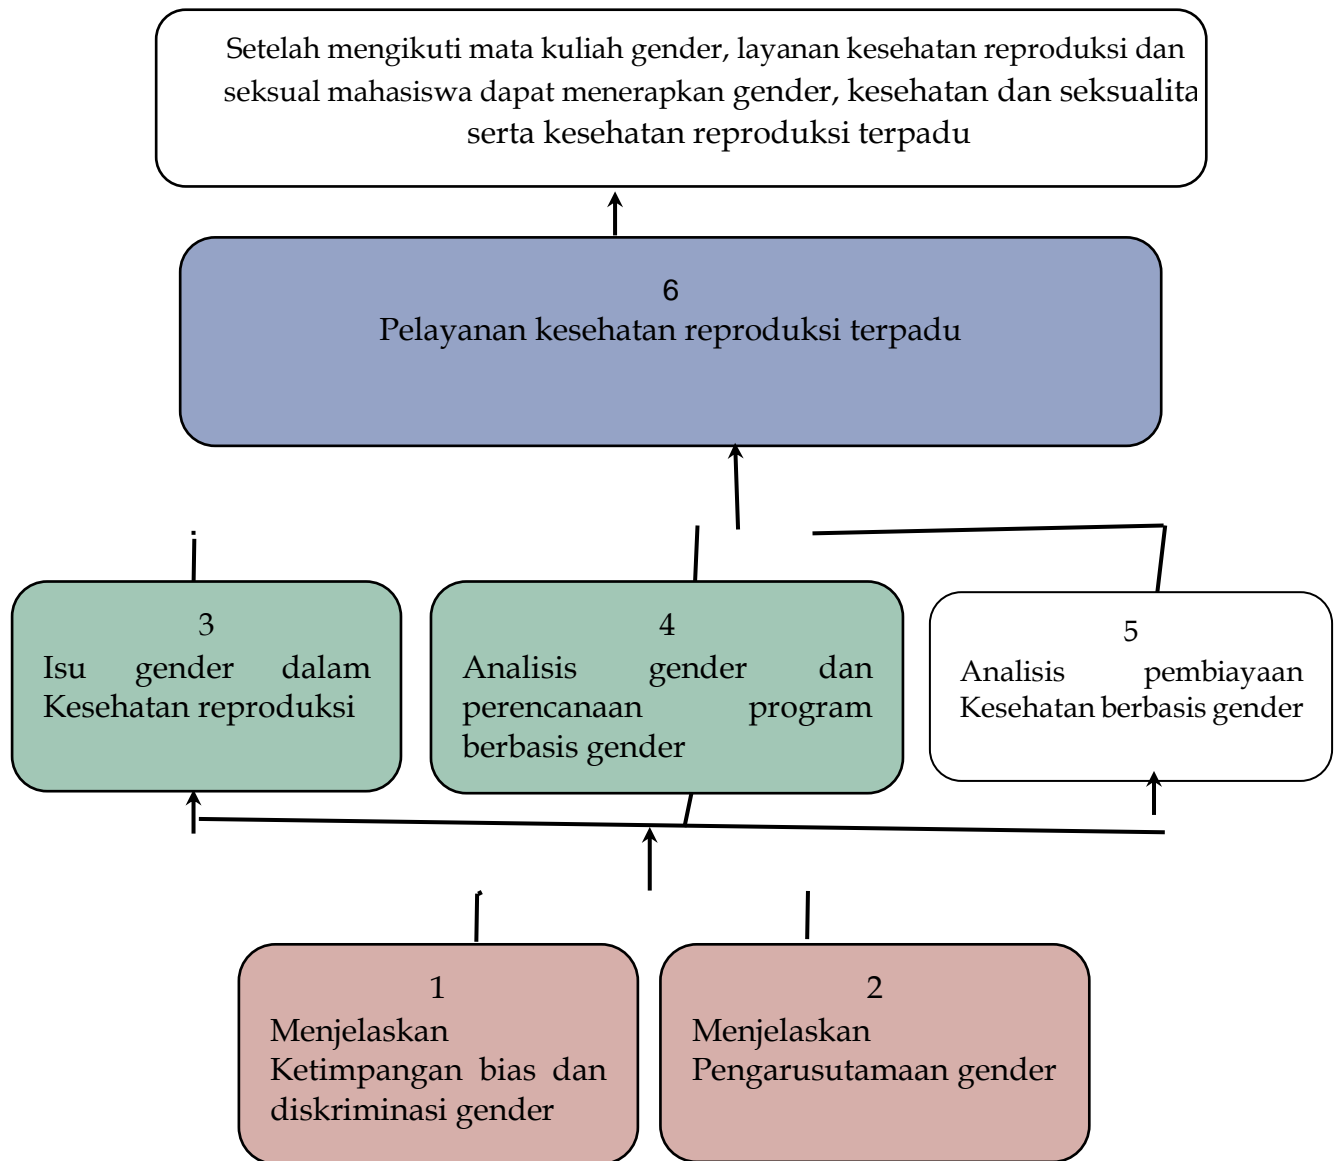 Setelah mengikuti mata kuliah gender, layanan kesehatan reproduksi dan
seksual mahasiswa dapat menerapkan gender, kesehatan dan seksualita
serta kesehatan reproduksi terpadu
6
Pelayanan kesehatan reproduksi terpadu
3
Isu gender dalam
Kesehatan reproduksi
4
Analisis gender dan
perencanaan program
berbasis gender
5
Analisis pembiayaan
Kesehatan berbasis gender
1
Menjelaskan
Ketimpangan bias dan
diskriminasi gender
2
Menjelaskan
Pengarusutamaan gender